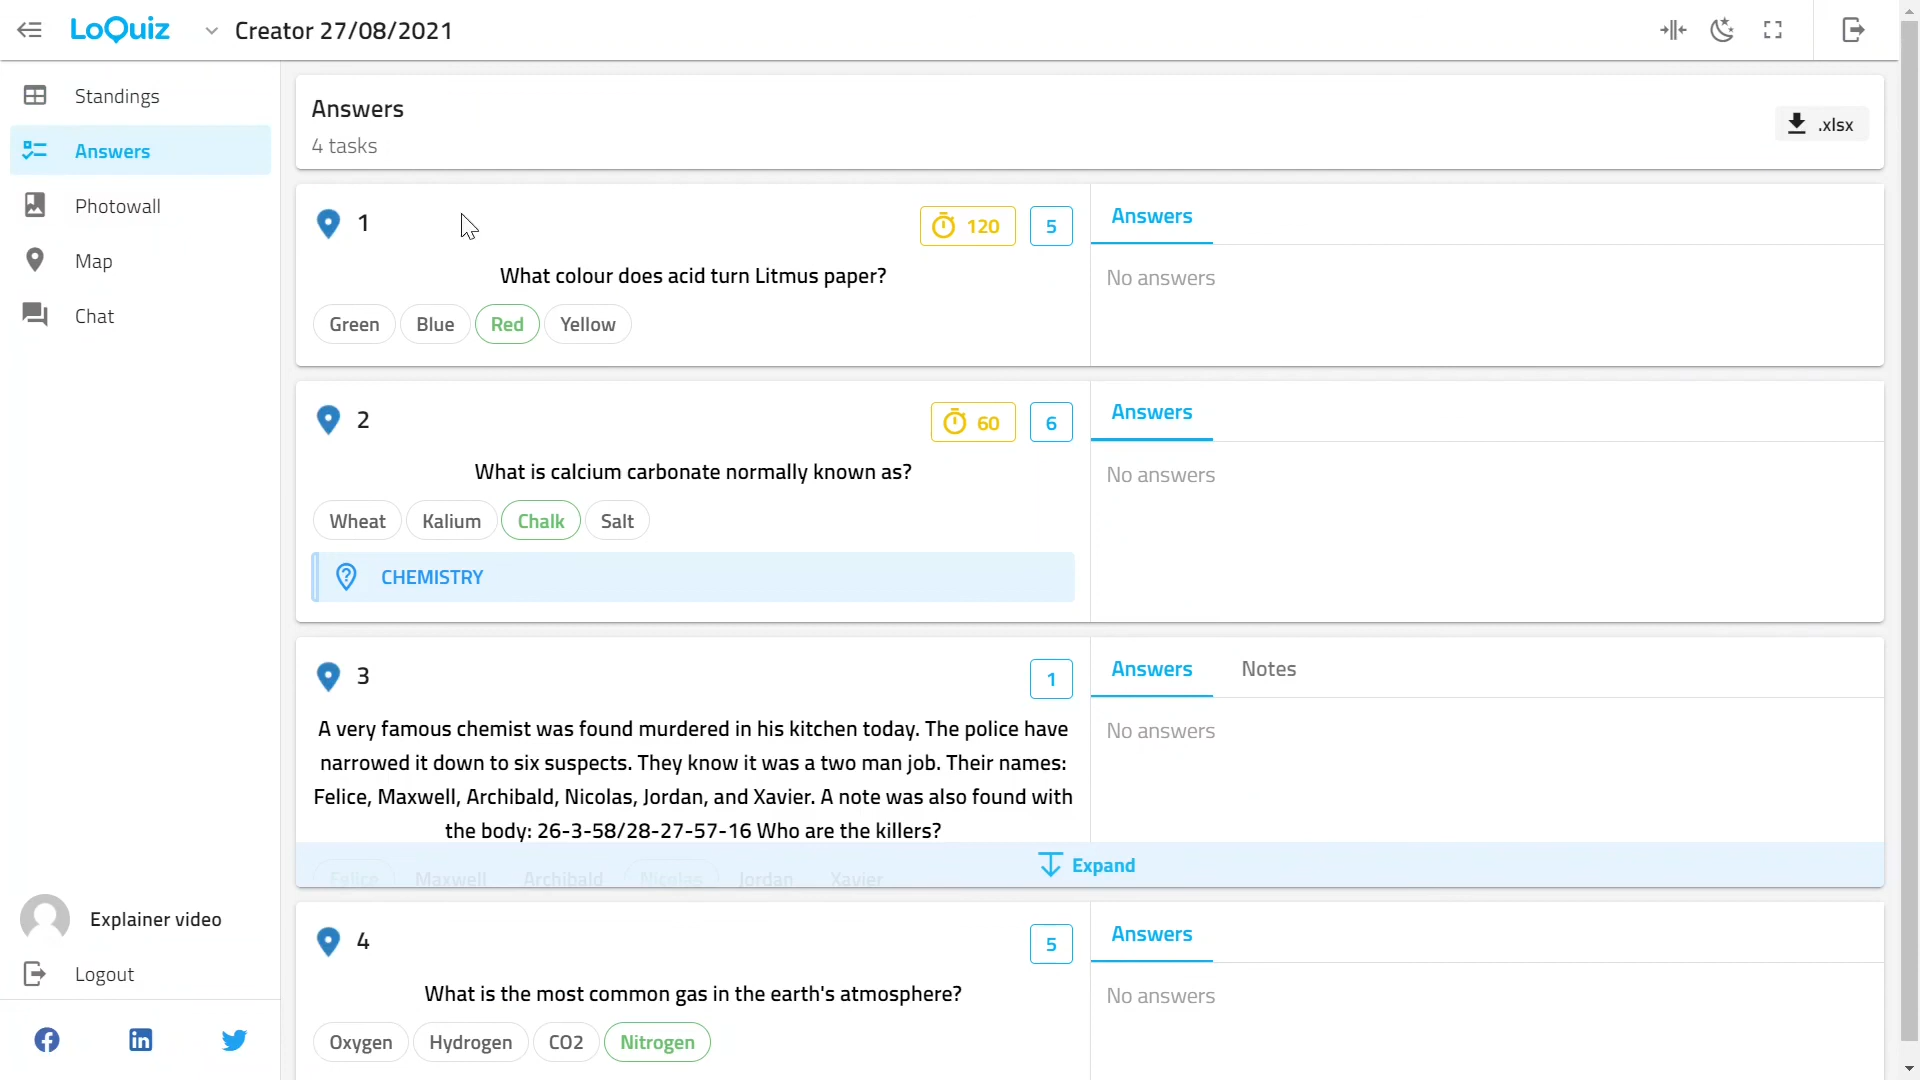 LoQuiz
Creator 27/08/2021
Standings
Answers
Photowall
Map
Chat
Explainer video
Logout
Answers
4 tasks
.xlsx
1
120
5
What colour does acid turn Litmus paper?
Green
Blue
Red
Yellow
Answers
No answers
2
60
6
What is calcium carbonate normally known as?
Wheat
Kalium
Chalk
Salt
CHEMISTRY
Answers
No answers
3
1
A very famous chemist was found murdered in his kitchen today. The police have
narrowed it down to six suspects. They know it was a two man job. Their names:
Felice, Maxwell, Archibald, Nicolas, Jordan, and Xavier. A note was also found with
the body: 26-3-58/28-27-57-16 Who are the killers?
Felice
Maxwell
Archibald
Nicolas
Jordan
Xavier
Answers
Notes
No answers
Expand
4
5
What is the most common gas in the earth's atmosphere?
Oxygen
Hydrogen
CO2
Nitrogen
Answers
No answers